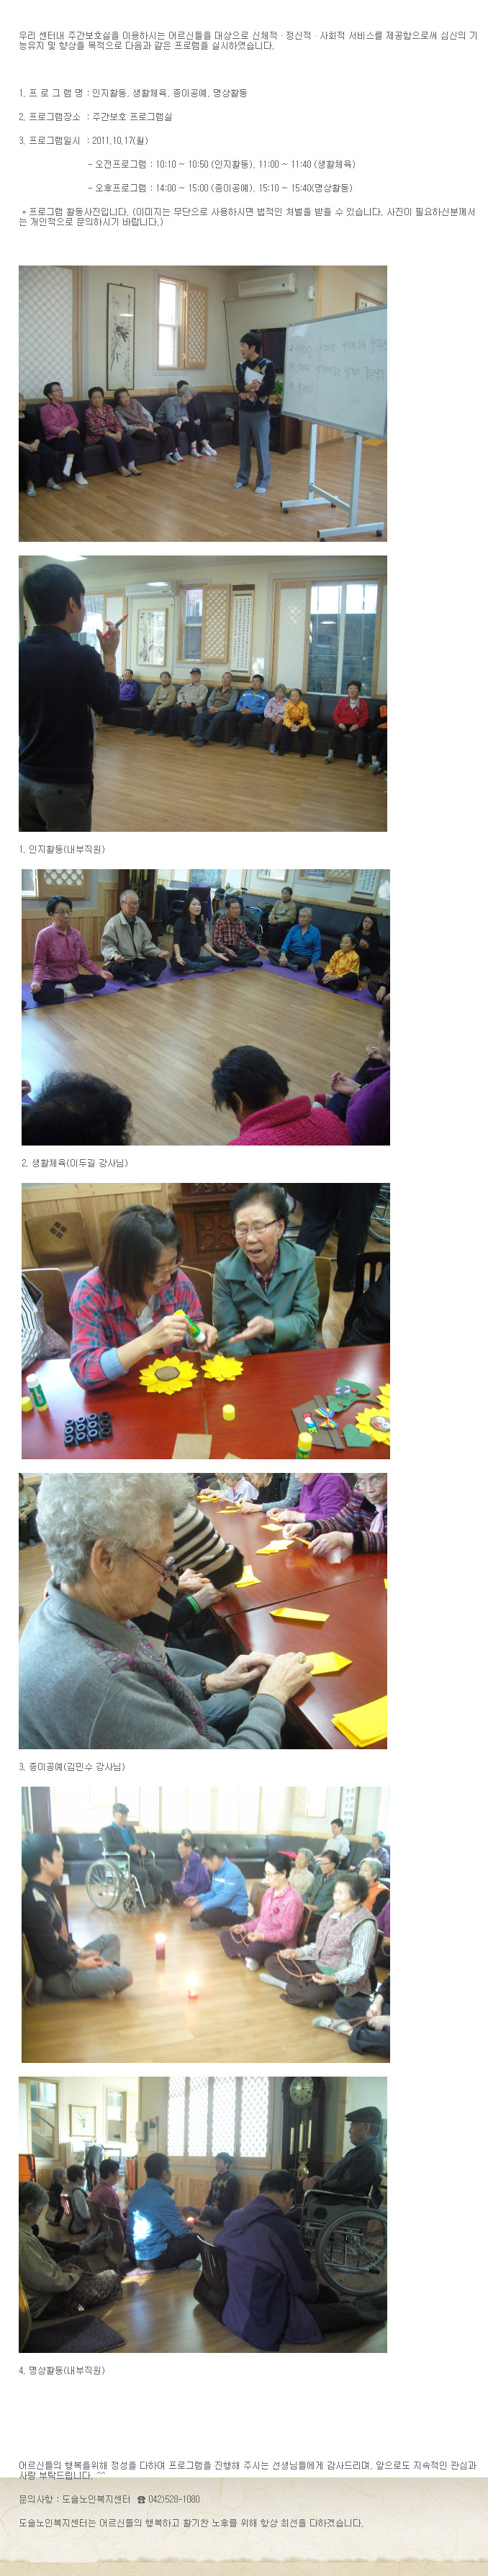 우리 센터내 주간보호실을 이용하시는 어르신들을 대상으로 신체적·정신적·사회적 서비스를 제공함으로써 심신의 기
능유지 및 향상을 목적으로 다음과 같은 프로램을 실시하였습니다.
1. 프 로 그 램 명 : 인지활동, 생활체육, 종이공예, 명상활동
2. 프로그램장소 : 주간보호 프로그램실
3. 프로그램일시 : 2011.10.17(월)
- 오전프로그램 : 10:10 ~ 10:50 (인지활동), 11:00 ~ 11:40 (생활체육)
- 오후프로그램 : 14:00 ~ 15:00 (종이공예), 15:10 ~ 15:40(명상활동)
* 프로그램 활동사진입니다. (이미지는 무단으로 사용하시면 법적인 처벌을 받을 수 있습니다. 사진이 필요하신분께서
는 개인적으로 문의하시기 바랍니다.)
1. 인지활동(내부직원)
2. 생활체육(이두길 강사님)
3. 종이공예(김민수 강사님)
4. 명상활동(내부직원)
어르신들의 행복을위해 정성을 다하여 프로그램을 진행해 주시는 선생님들에게 감사드리며, 앞으로도 지속적인 관심과
사랑 부탁드립니다. ^^
문의사항 : 도솔노인복지센터 ☎ 042)528-1080
도솔노인복지센터는 어르신들의 행복하고 활기찬 노후를 위해 항상 최선을 다하겠습니다.